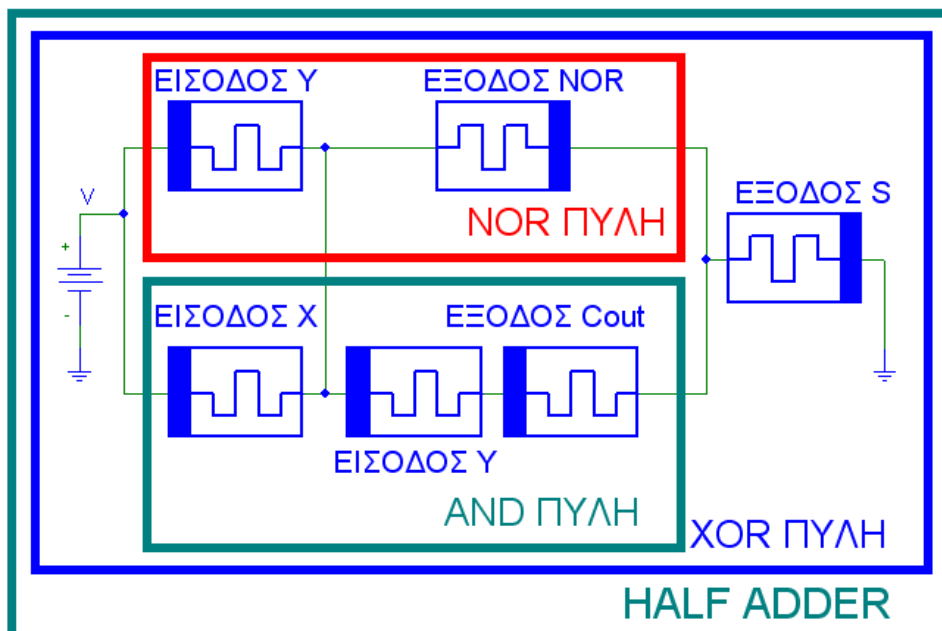 ΕΙΣΟΔΟΣ Υ
ΕΞΟΔΟΣ NOR
V
+
-
NOR ΠΥΛΗ
ΕΞΟΔΟΣ S
ΕΙΣΟΔΟΣ Χ
ΕΞΟΔΟΣ Cout
ΕΙΣΟΔΟΣ Υ
AND ΠΥΛΗ
XOR ΠΥΛΗ
HALF ADDER